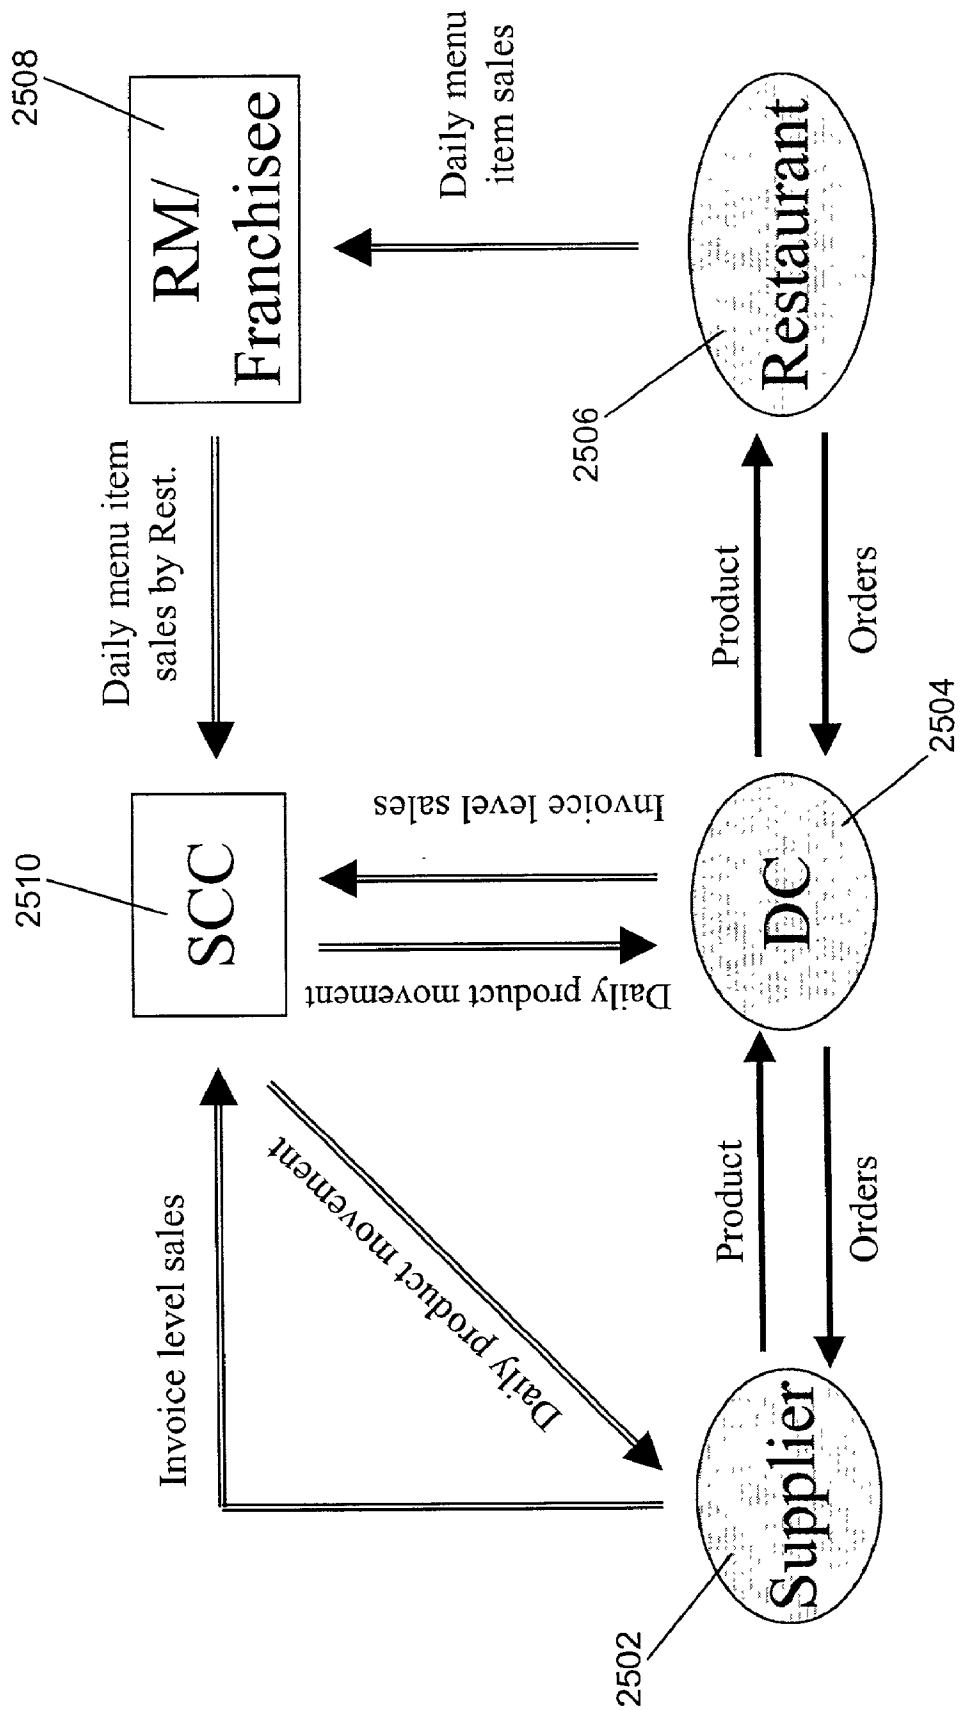 2510
2508
Invoice level sales
Daily menu item
sales by Rest.
SCC
RM/
Franchisee
Daily product movement
Daily product movement
Invoice level sales
Daily menu
item sales
2502
2506
Supplier
Product
Orders
DC
Product
Orders
Restaurant
2504